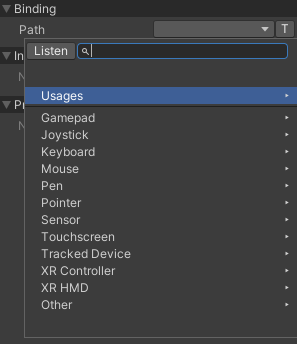 Binding
Path
T
Listen
In
N
Usages
Pr
Gamepad
N
Joystick
Keyboard
Mouse
Pen
Pointer
Sensor
Touchscreen
Tracked Device
XR Controller
XR HMD
Other